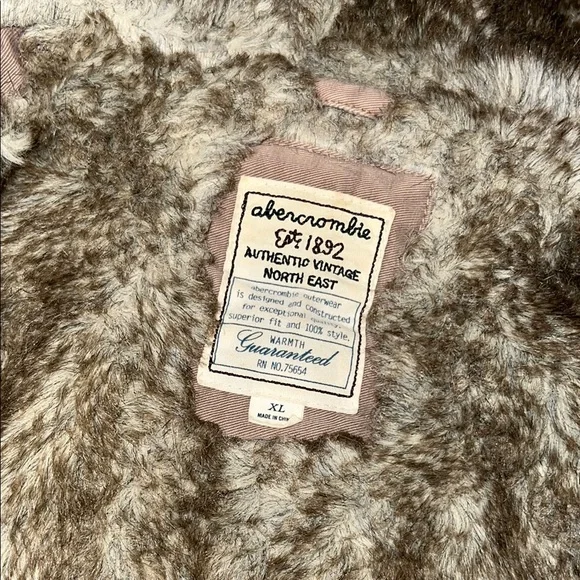 abercrombie
Est. 1892
AUTHENTIC VINTAGE
NORTH EAST
abercrombie outerwear
is designed and constructed
for exceptional
superior fit and 100% style.
WARMTH
Guaranteed
RN NO.75654
XL
MADE IN